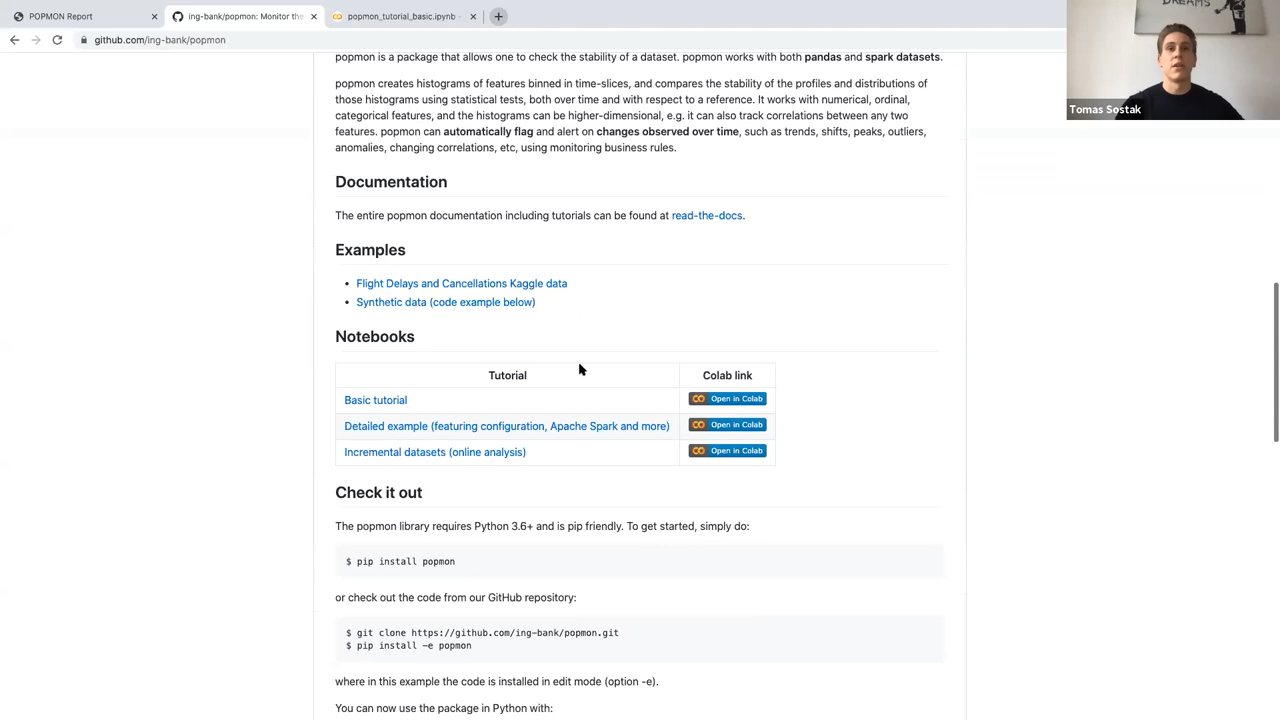 POPMON Report
ing-bank/popmon: Monitor the
popmon_tutorial_basic.ipynb -
github.com/ing-bank/popmon
DREAMS
Tomas Sostak
popmon is a package that allows one to check the stability of a dataset. popmon works with both pandas and spark datasets.
popmon creates histograms of features binned in time-slices, and compares the stability of the profiles and distributions of
those histograms using statistical tests, both over time and with respect to a reference. It works with numerical, ordinal,
categorical features, and the histograms can be higher-dimensional, e.g. it can also track correlations between any two
features. popmon can automatically flag and alert on changes observed over time, such as trends, shifts, peaks, outliers,
anomalies, changing correlations, etc, using monitoring business rules.
Documentation
The entire popmon documentation including tutorials can be found at read-the-docs.
Examples
• Flight Delays and Cancellations Kaggle data
• Synthetic data (code example below)
Notebooks
Tutorial Colab link
Basic tutorial Open in Colab
Detailed example (featuring configuration, Apache Spark and more) Open in Colab
Incremental datasets (online analysis) Open in Colab
Check it out
The popmon library requires Python 3.6+ and is pip friendly. To get started, simply do:
$ pip install popmon
or check out the code from our GitHub repository:
$ git clone https://github.com/ing-bank/popmon.git
$ pip install -e popmon
where in this example the code is installed in edit mode (option -e).
You can now use the package in Python with: